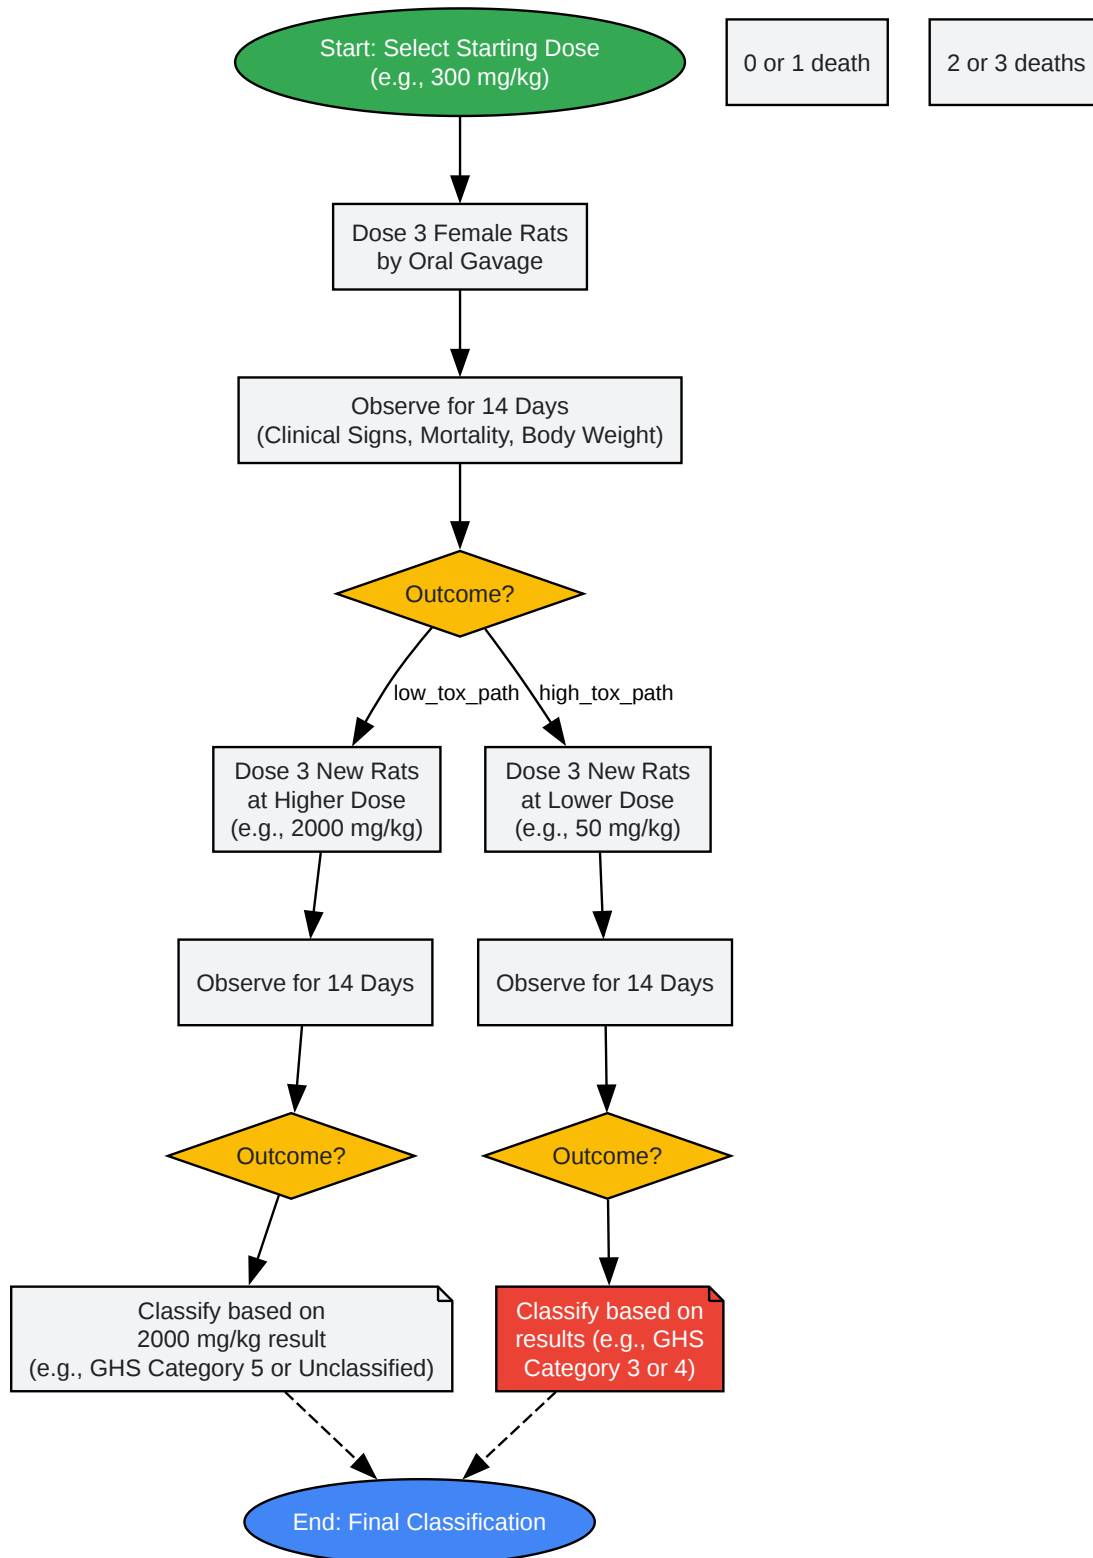 Start: Select Starting Dose
(e.g., 300 mg/kg)
0 or 1 death
2 or 3 deaths
Dose 3 Female Rats
by Oral Gavage
Observe for 14 Days
(Clinical Signs, Mortality, Body Weight)
Outcome?
low_tox_path
high_tox_path
Dose 3 New Rats
at Higher Dose
(e.g., 2000 mg/kg)
Dose 3 New Rats
at Lower Dose
(e.g., 50 mg/kg)
Observe for 14 Days
Observe for 14 Days
Outcome?
Outcome?
Classify based on
2000 mg/kg result
(e.g., GHS Category 5 or Unclassified)
Classify based on
results (e.g., GHS
Category 3 or 4)
End: Final Classification